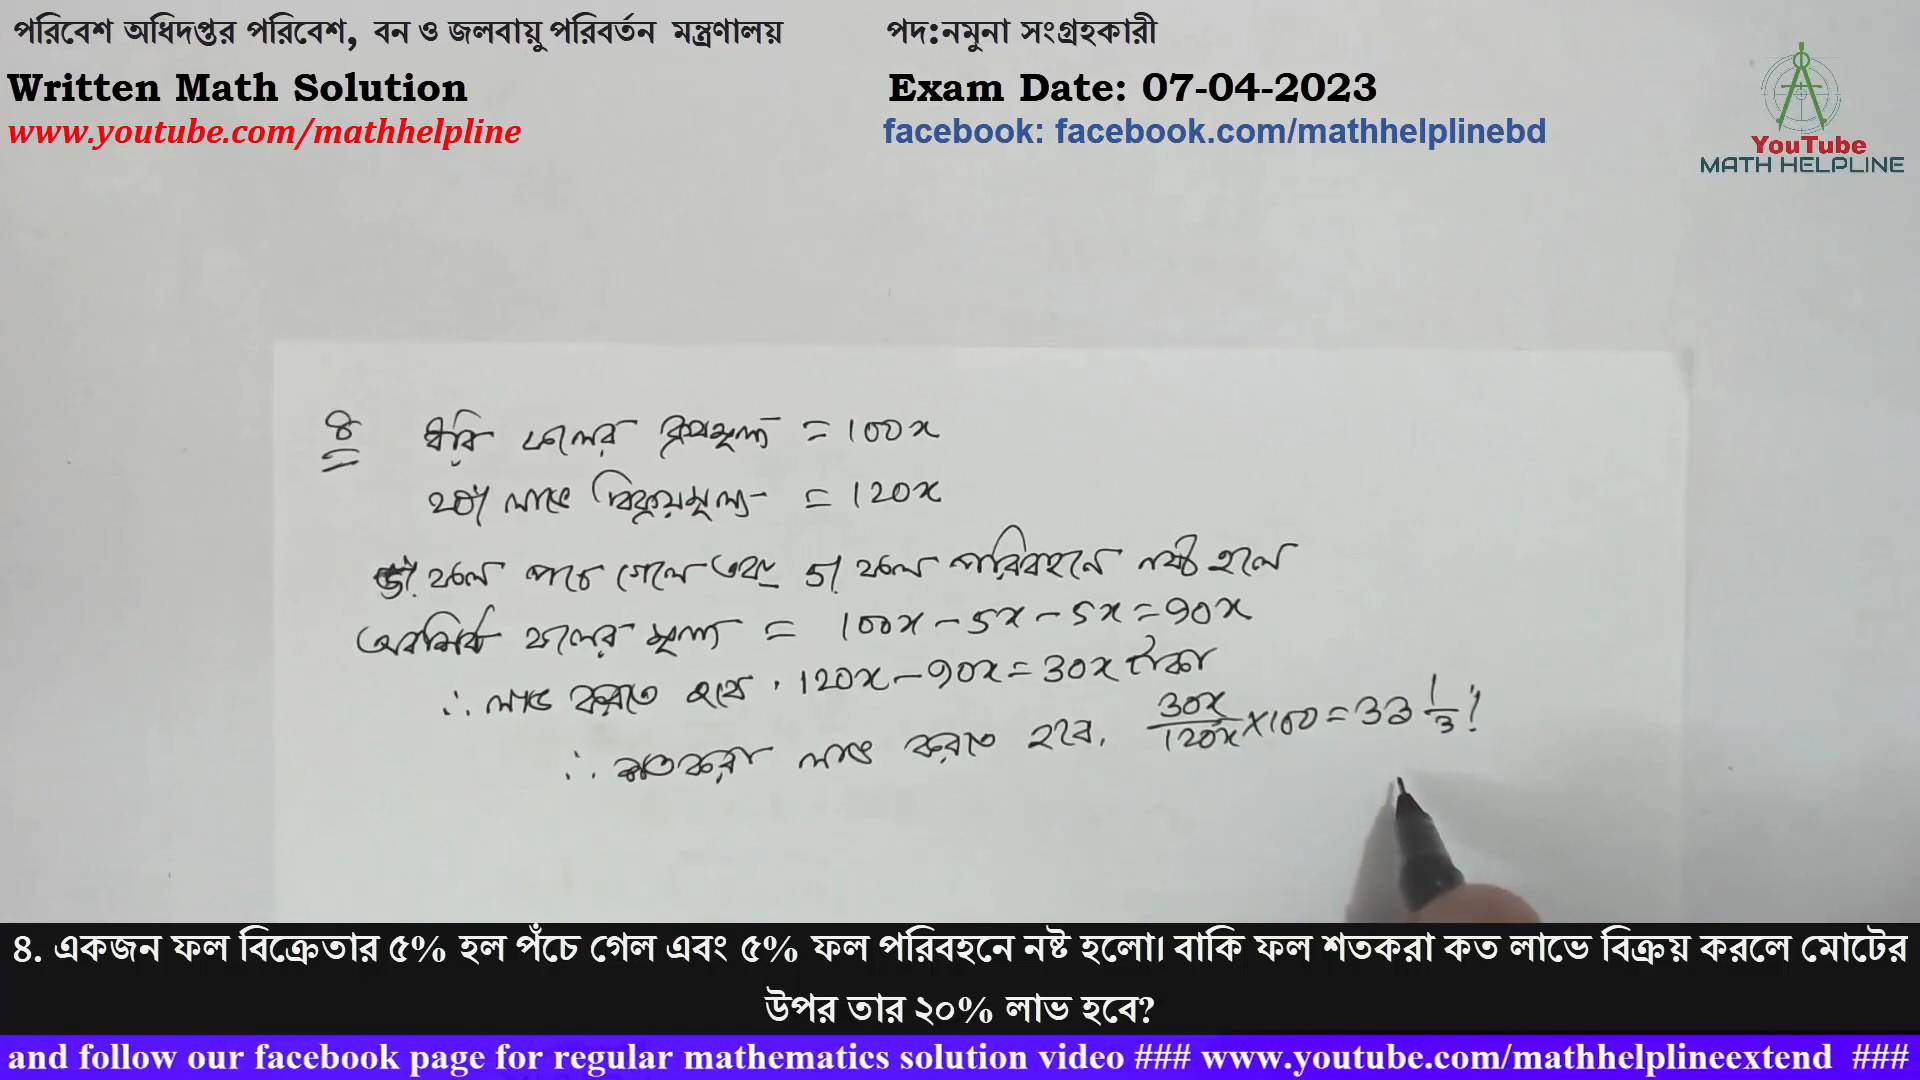 পরিবেশ অধিদপ্তর পরিবেশ, বন ও জলবায়ু পরিবর্তন মন্ত্রণালয়
পদ:নমুনা সংগ্রহকারী
Written Math Solution
Exam Date: 07-04-2023
www.youtube.com/mathhelpline
facebook: facebook.com/mathhelplinebd
YouTube
MATH HELPLINE
৪ ধরি ফলের ক্রয়মূল্য = 100x
২০% লাভে বিক্রয়মূল্য = 120x
5% ফল পচে গেলে এবং 5% ফল পরিবহনে নষ্ট হলে
অবশিষ্ট ফলের মূল্য = 100x - 5x - 5x = 90x
∴ লাভ করতে হবে, 120x - 90x = 30x টাকা
∴ শতকরা লাভ করতে হবে, 30x/120x × 100 = 33 1/3 %
৪. একজন ফল বিক্রেতার ৫% হল পঁচে গেল এবং ৫% ফল পরিবহনে নষ্ট হলো। বাকি ফল শতকরা কত লাভে বিক্রয় করলে মোটের
উপর তার ২০% লাভ হবে?
and follow our facebook page for regular mathematics solution video ### www.youtube.com/mathhelplineextend ###